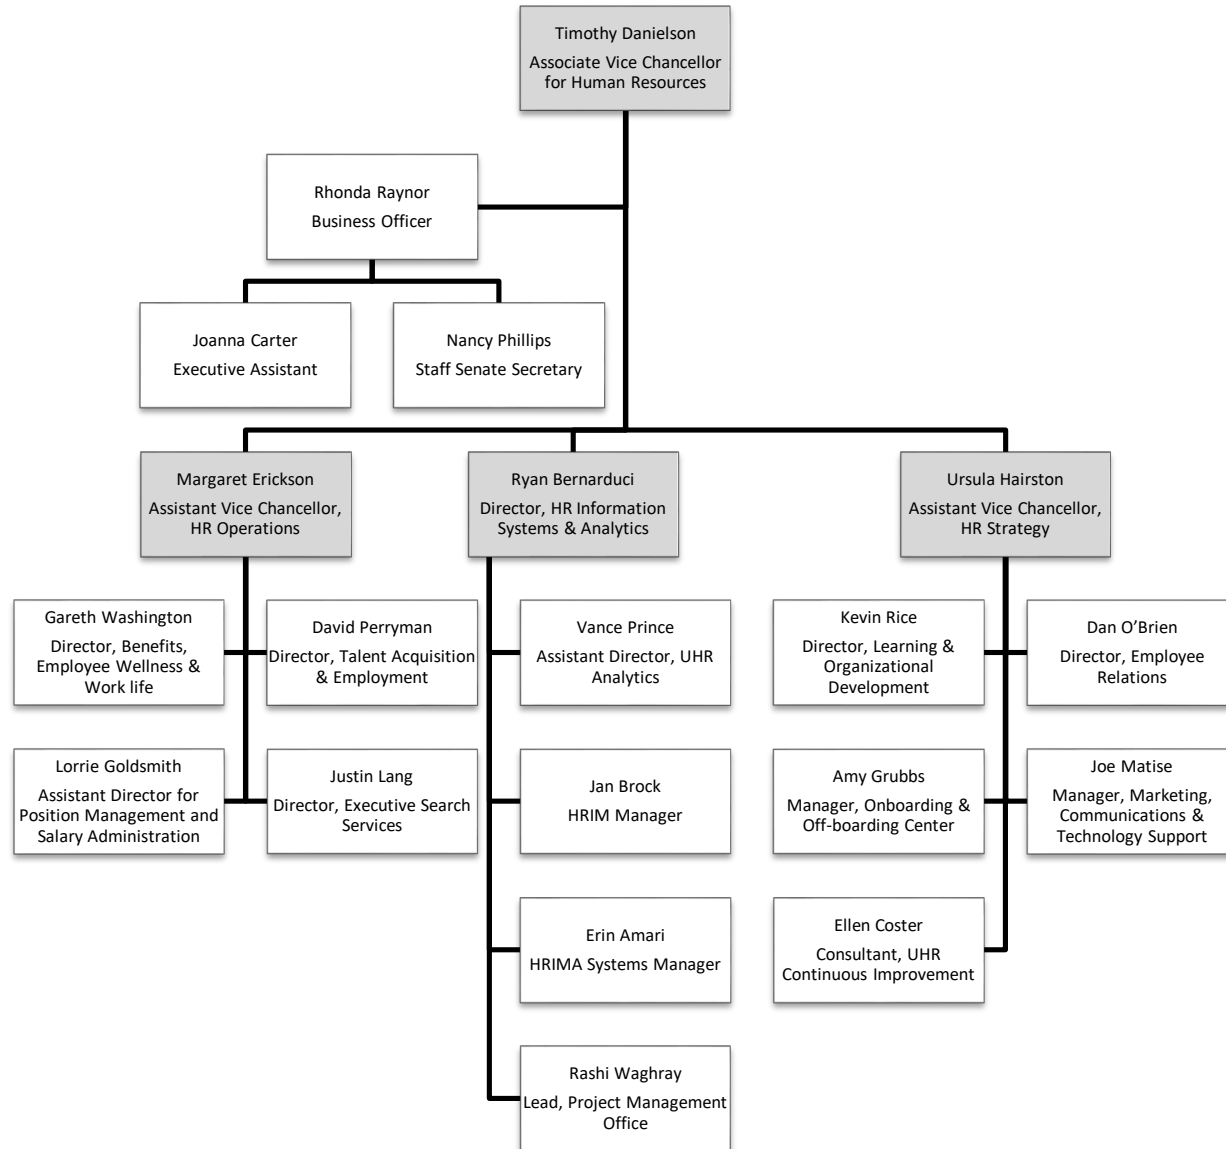 Timothy Danielson
Associate Vice Chancellor
for Human Resources
Rhonda Raynor
Business Officer
Joanna Carter
Executive Assistant
Nancy Phillips
Staff Senate Secretary
Margaret Erickson
Assistant Vice Chancellor,
HR Operations
Ryan Bernarduci
Director, HR Information
Systems & Analytics
Ursula Hairston
Assistant Vice Chancellor,
HR Strategy
Gareth Washington
Director, Benefits,
Employee Wellness &
Work life
David Perryman
Director, Talent Acquisition
& Employment
Vance Prince
Assistant Director, UHR
Analytics
Kevin Rice
Director, Learning &
Organizational
Development
Dan O’Brien
Director, Employee
Relations
Lorrie Goldsmith
Assistant Director for
Position Management and
Salary Administration
Justin Lang
Director, Executive Search
Services
Jan Brock
HRIM Manager
Amy Grubbs
Manager, Onboarding &
Off-boarding Center
Joe Matise
Manager, Marketing,
Communications &
Technology Support
Erin Amari
HRIMA Systems Manager
Ellen Coster
Consultant, UHR
Continuous Improvement
Rashi Waghray
Lead, Project Management
Office